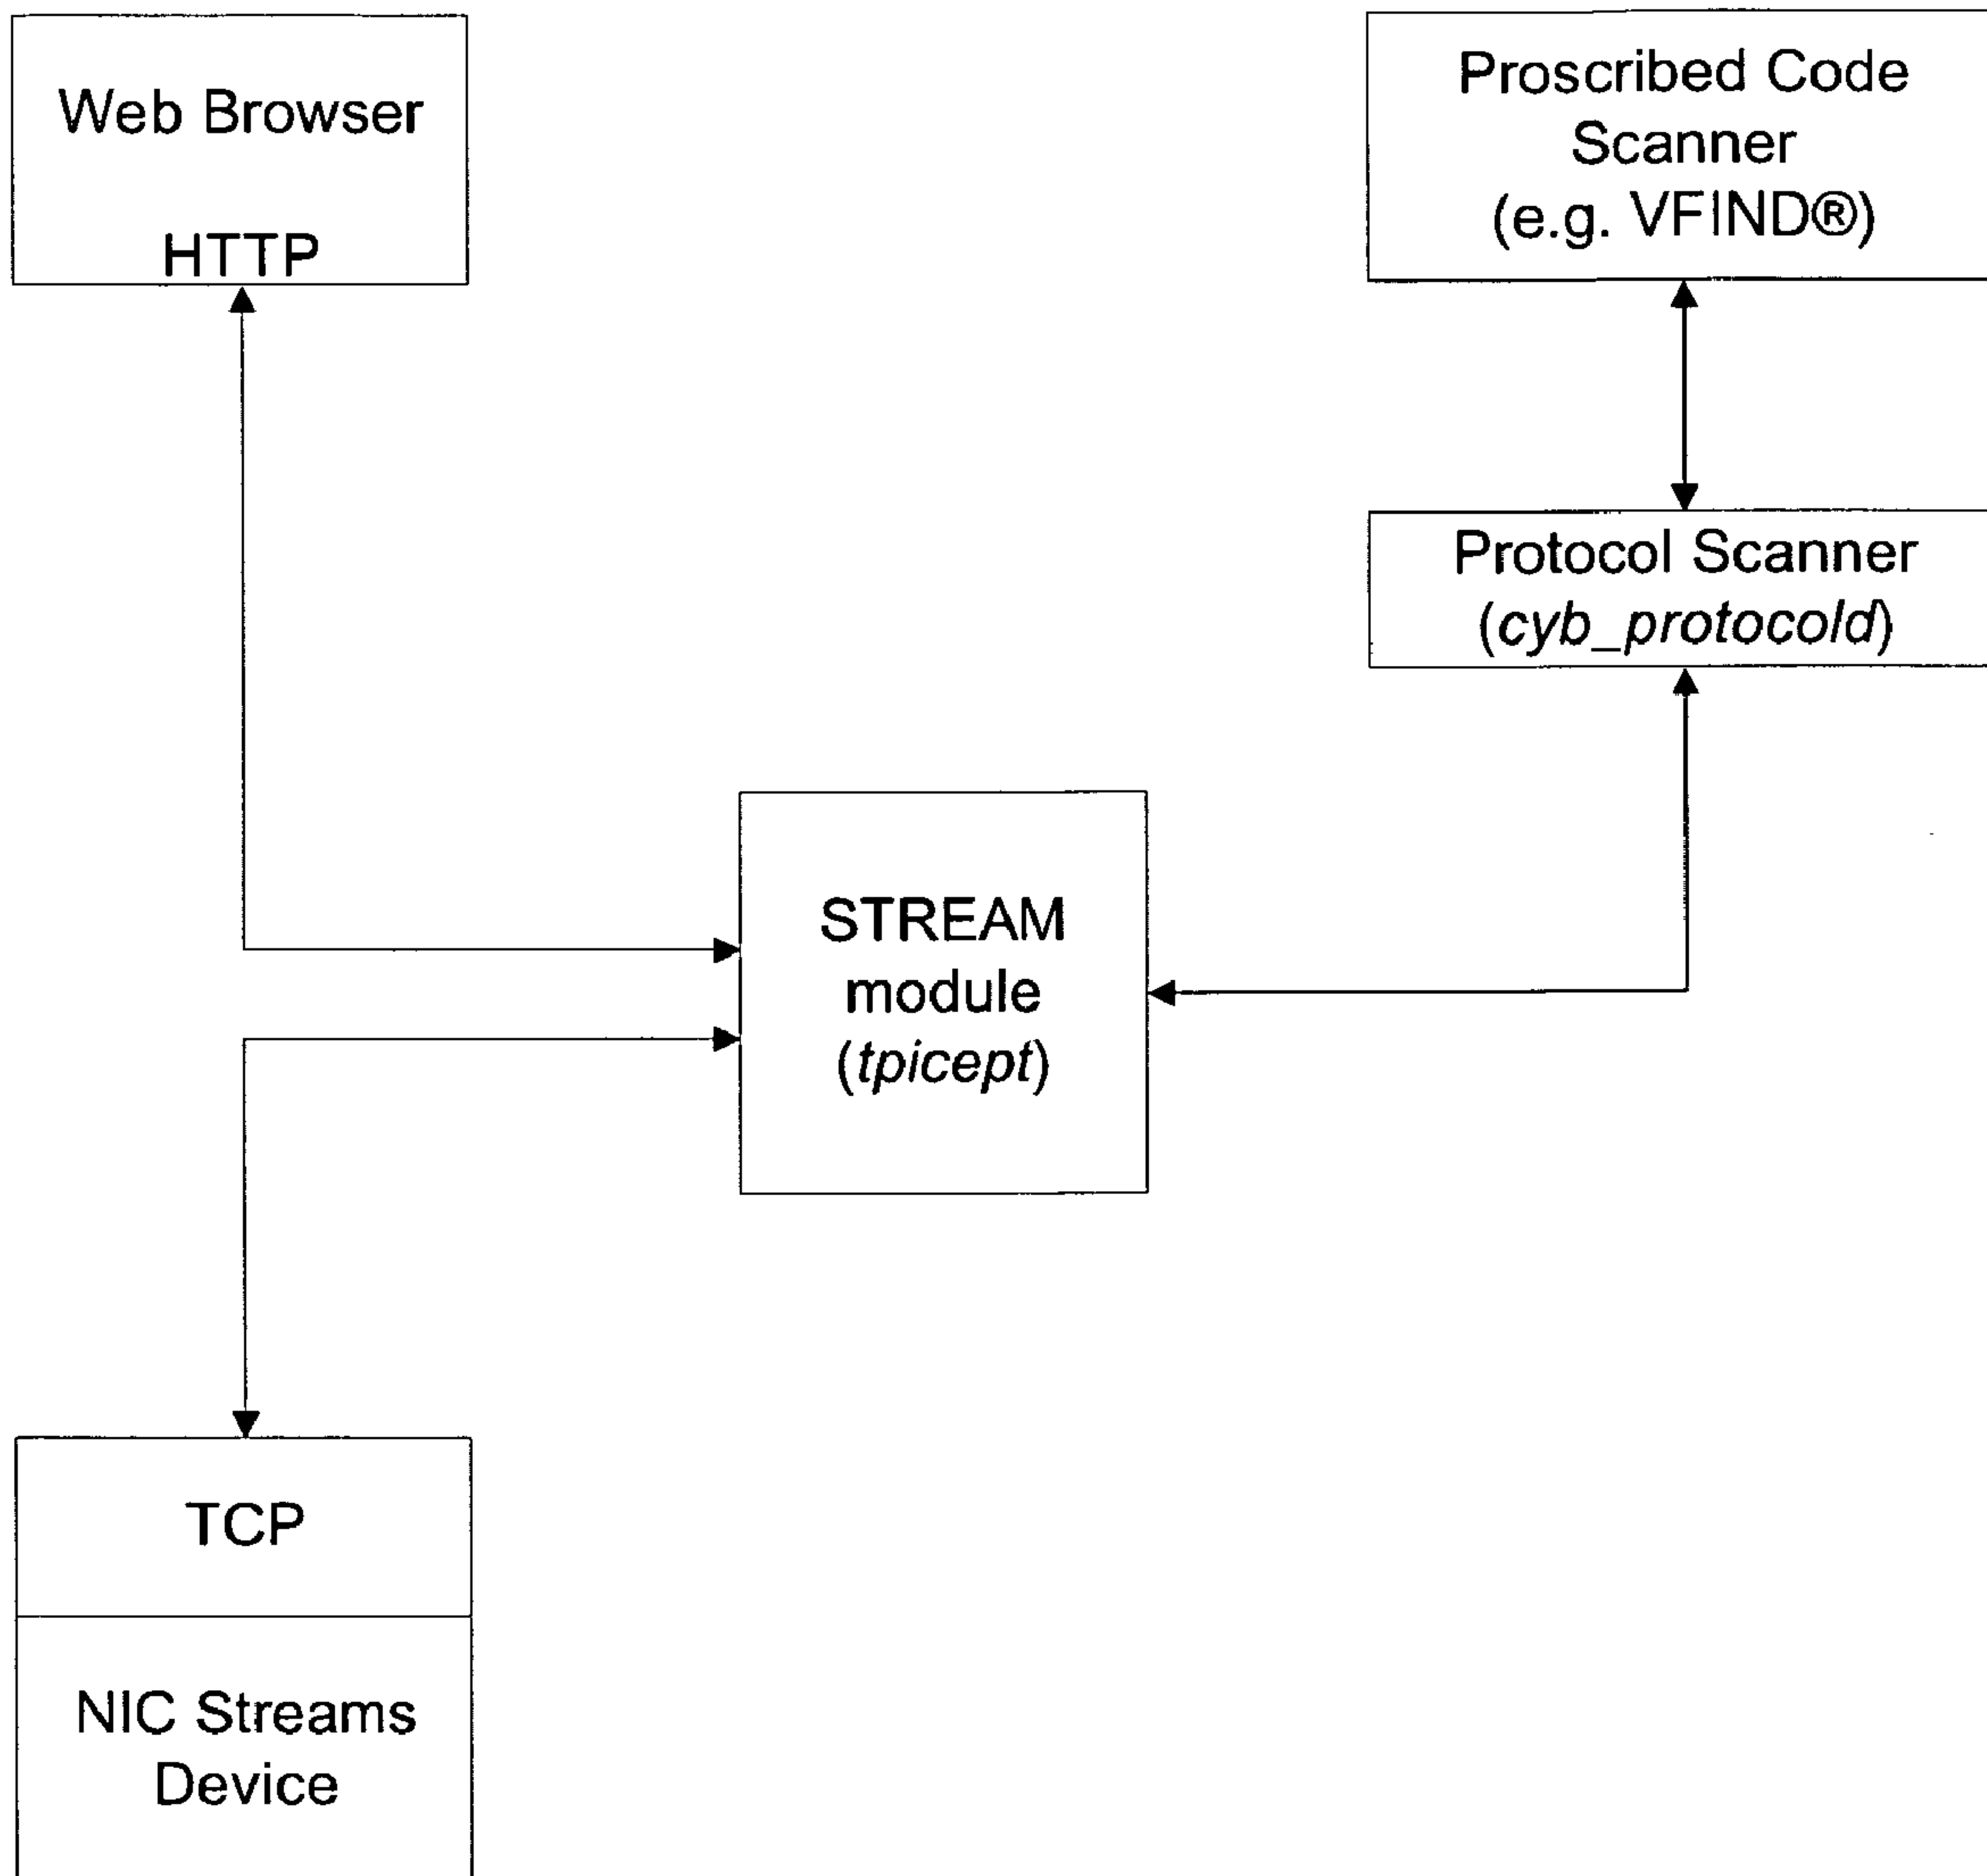 Web Browser
HTTP
Proscribed Code
Scanner
(e.g. VFIND®)
Protocol Scanner
(cyb_protocold)
STREAM
module
(tpicept)
TCP
NIC Streams
Device